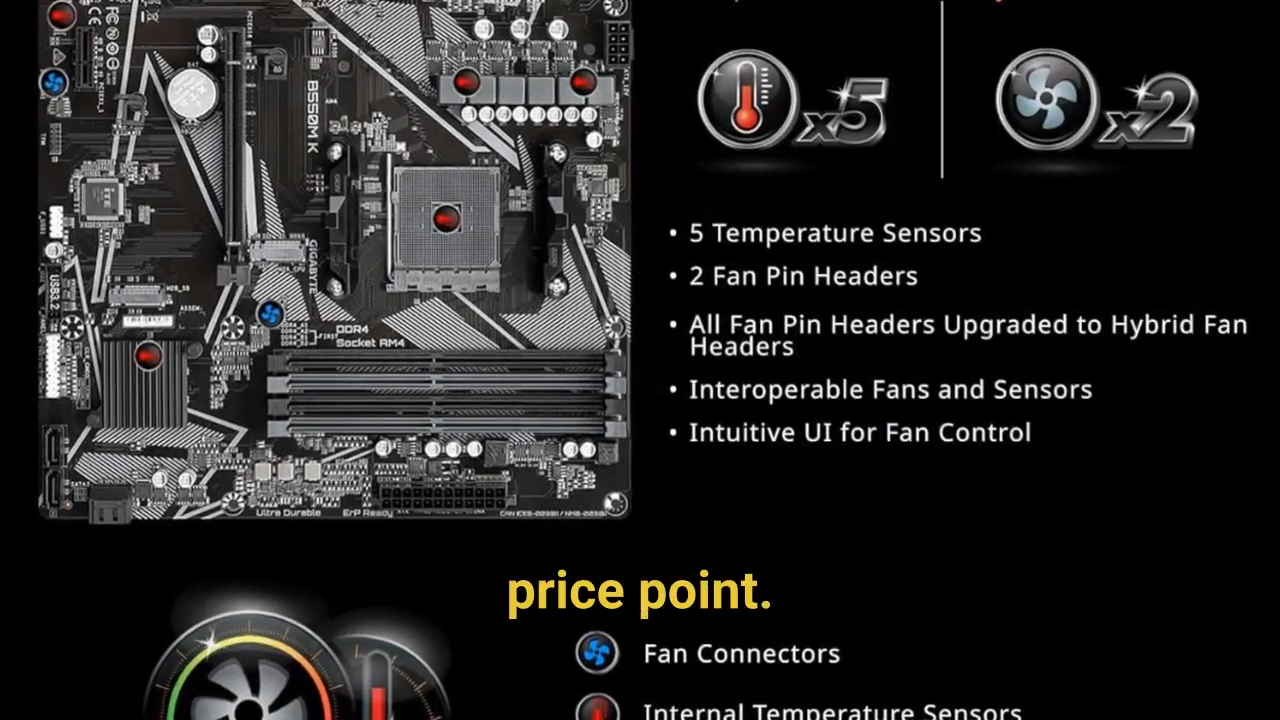 B550M K
GIGABYTE
USB3.2
DDR4
Socket AM4
Ultra Durable
ErP Ready
x5
x2
• 5 Temperature Sensors
• 2 Fan Pin Headers
• All Fan Pin Headers Upgraded to Hybrid Fan
Headers
• Interoperable Fans and Sensors
• Intuitive UI for Fan Control
price point.
Fan Connectors
Internal Temperature Sensors